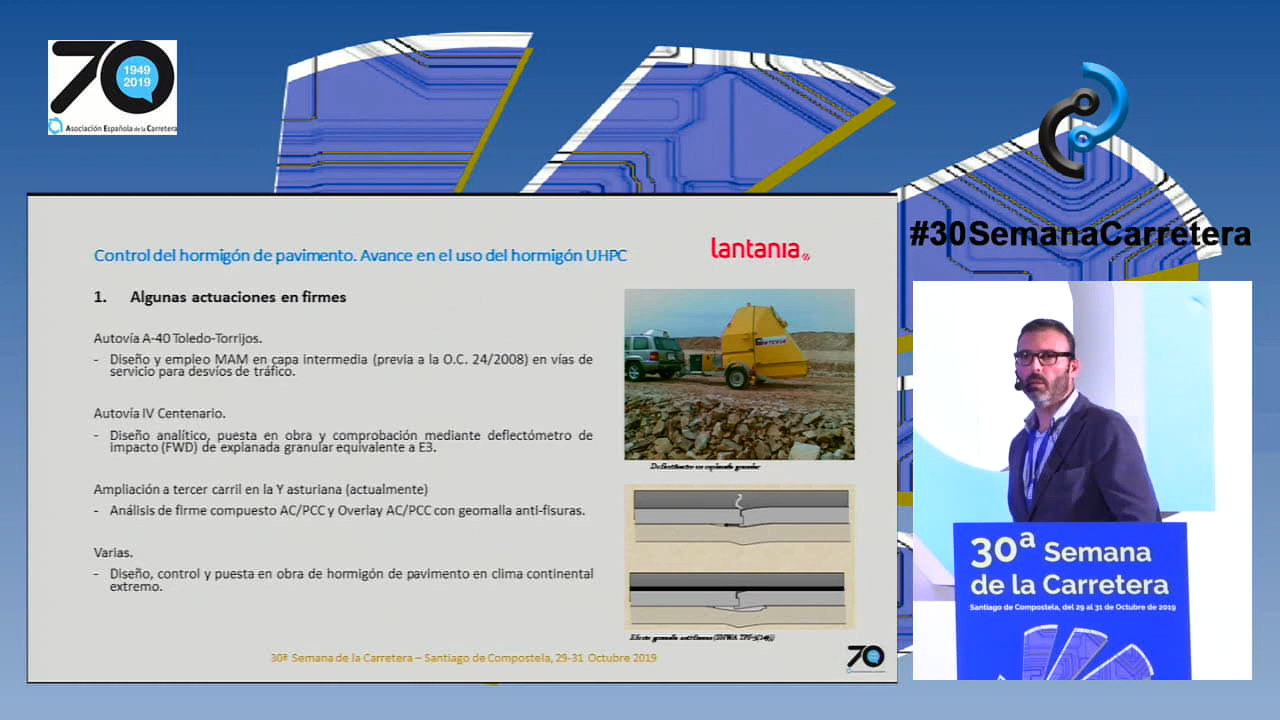 70
1949
2019
Asociación Española de la Carretera
#30SemanaCarretera
Control del hormigón de pavimento. Avance en el uso del hormigón UHPC
lantania
1. Algunas actuaciones en firmes
Autovía A-40 Toledo-Torrijos.
- Diseño y empleo MAM en capa intermedia (previa a la O.C. 24/2008) en vías de
servicio para desvíos de tráfico.
Autovía IV Centenario.
- Diseño analítico, puesta en obra y comprobación mediante deflectómetro de
impacto (FWD) de explanada granular equivalente a E3.
Ampliación a tercer carril en la Y asturiana (actualmente)
- Análisis de firme compuesto AC/PCC y Overlay AC/PCC con geomalla anti-fisuras.
Varias.
- Diseño, control y puesta en obra de hormigón de pavimento en clima continental
extremo.
30ª Semana de la Carretera – Santiago de Compostela, 29-31 Octubre 2019
70
30ª Semana
de la Carretera
Santiago de Compostela, del 29 al 31 de Octubre de 2019